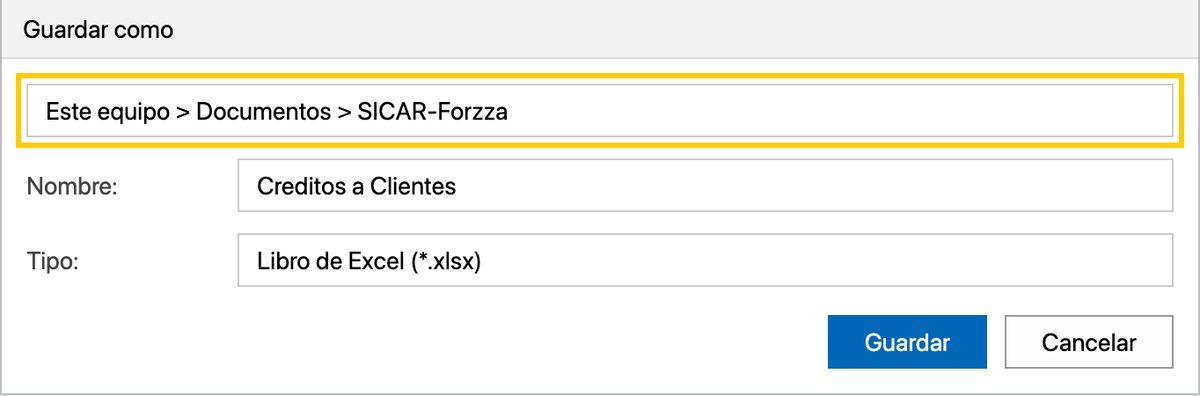 Guardar como
Este equipo > Documentos > SICAR-Forzza
Nombre:
Creditos a Clientes
Tipo:
Libro de Excel (*.xlsx)
Guardar
Cancelar